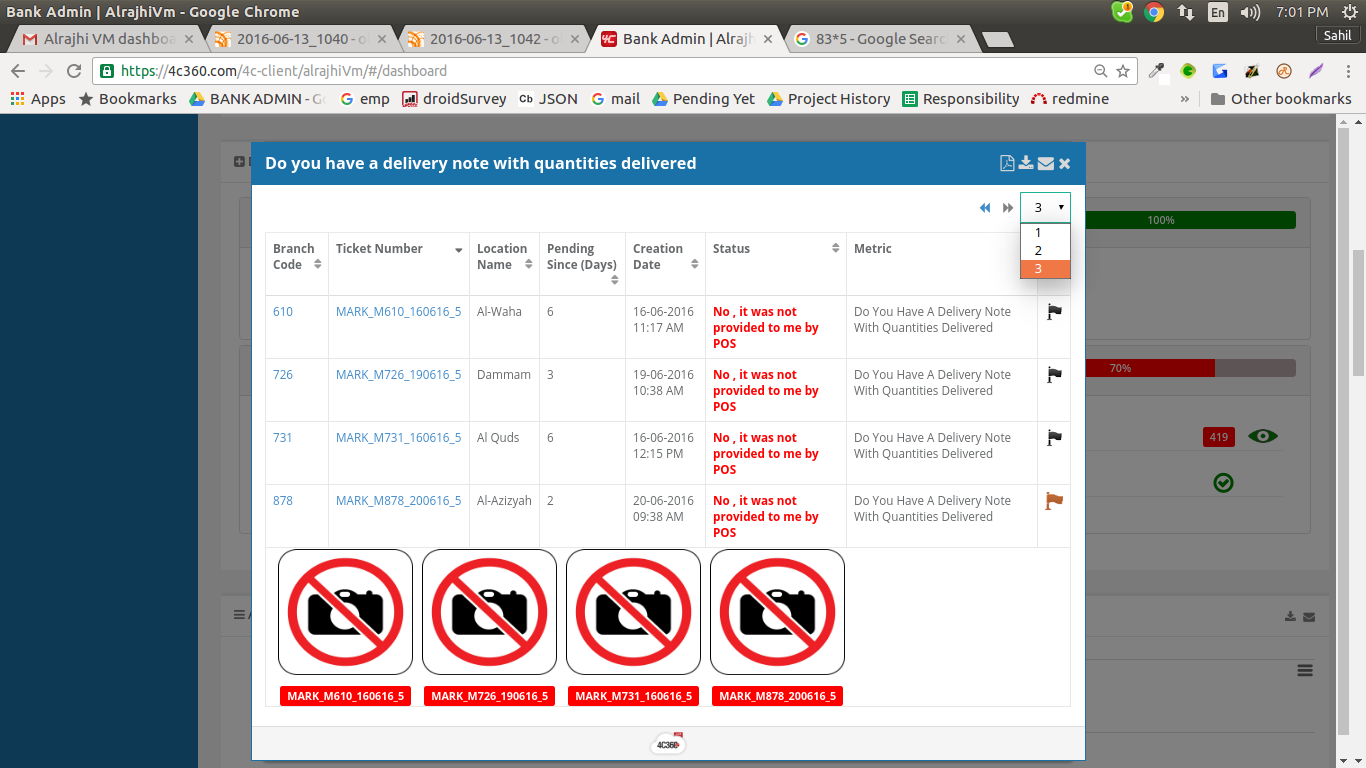 Bank Admin | AlrajhiVm - Google Chrome
En
7:01 PM
Alrajhi VM dashboa
2016-06-13_1040 - o
2016-06-13_1042 - o
Bank Admin | Alrajh
83*5 - Google Searc
Sahil
https://4c360.com/4c-client/alrajhiVm/#/dashboard
Apps
Bookmarks
BANK ADMIN - Go
emp
droidSurvey
Cb JSON
mail
Pending Yet
Project History
Responsibility
redmine
»
Other bookmarks
Do you have a delivery note with quantities delivered
3
1
2
3
Branch Code
Ticket Number
Location Name
Pending Since (Days)
Creation Date
Status
Metric
610 MARK_M610_160616_5 Al-Waha 6 16-06-2016 No , it was not Do You Have A Delivery Note
11:17 AM provided to me by With Quantities Delivered
POS
726 MARK_M726_190616_5 Dammam 3 19-06-2016 No , it was not Do You Have A Delivery Note
10:38 AM provided to me by With Quantities Delivered
POS
731 MARK_M731_160616_5 Al Quds 6 16-06-2016 No , it was not Do You Have A Delivery Note
12:15 PM provided to me by With Quantities Delivered
POS
878 MARK_M878_200616_5 Al-Azizyah 2 20-06-2016 No , it was not Do You Have A Delivery Note
09:38 AM provided to me by With Quantities Delivered
POS
MARK_M610_160616_5 MARK_M726_190616_5 MARK_M731_160616_5 MARK_M878_200616_5
4C360
100%
70%
419